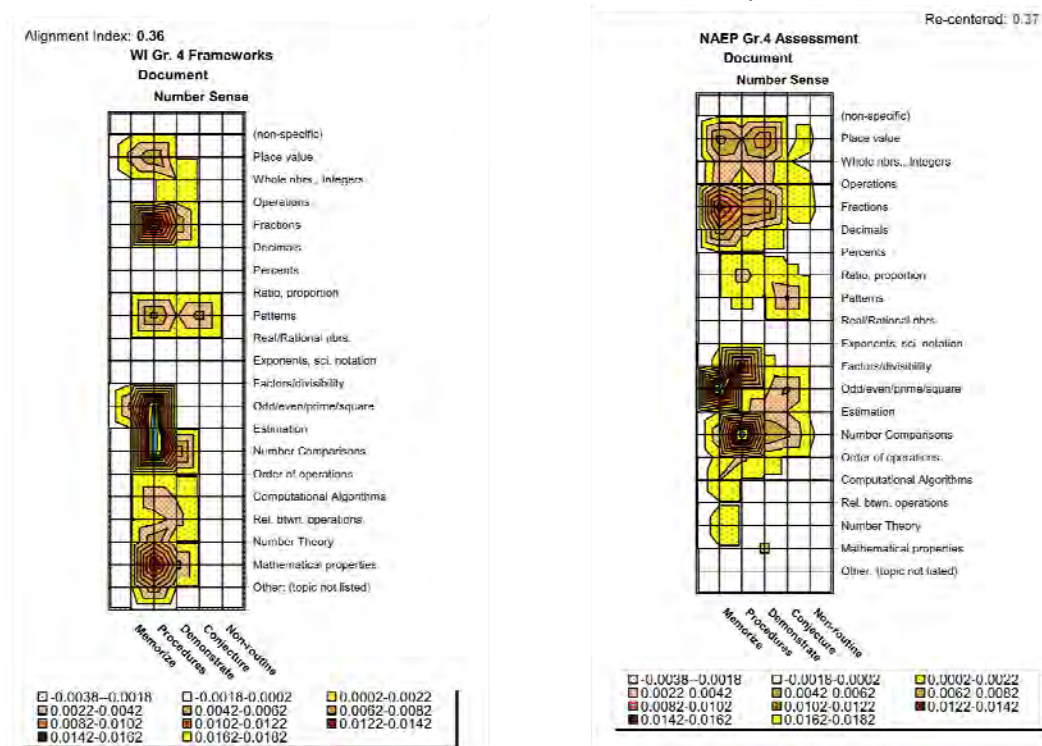 Alignment Index: 0.36
WI Gr. 4 Frameworks
Document
Number Sense
(non-specific)
Place value
Whole nbrs., Integers
Operations
Fractions
Decimals
Percents
Ratio, proportion
Patterns
Real/Rational nbrs.
Exponents, sci. notation
Factors/divisibility
Odd/even/prime/square
Estimation
Number Comparisons
Order of operations
Computational Algorithms
Rel. btwn. operations
Number Theory
Mathematical properties
Other: (topic not listed)
Memorize
Procedures
Demonstrate
Conjecture
Non-routine
-0.0038--0.0018 -0.0018-0.0002 0.0002-0.0022
0.0022-0.0042 0.0042-0.0062 0.0062-0.0082
0.0082-0.0102 0.0102-0.0122 0.0122-0.0142
0.0142-0.0162 0.0162-0.0182
Re-centered: 0.37
NAEP Gr.4 Assessment
Document
Number Sense
(non-specific)
Place value
Whole nbrs., Integers
Operations
Fractions
Decimals
Percents
Ratio, proportion
Patterns
Real/Rational nbrs.
Exponents, sci. notation
Factors/divisibility
Odd/even/prime/square
Estimation
Number Comparisons
Order of operations
Computational Algorithms
Rel. btwn. operations
Number Theory
Mathematical properties
Other: (topic not listed)
Memorize
Procedures
Demonstrate
Conjecture
Non-routine
-0.0038--0.0018 -0.0018-0.0002 0.0002-0.0022
0.0022 0.0042 0.0042 0.0062 0.0062 0.0082
0.0082-0.0102 0.0102-0.0122 0.0122-0.0142
0.0142-0.0162 0.0162-0.0182